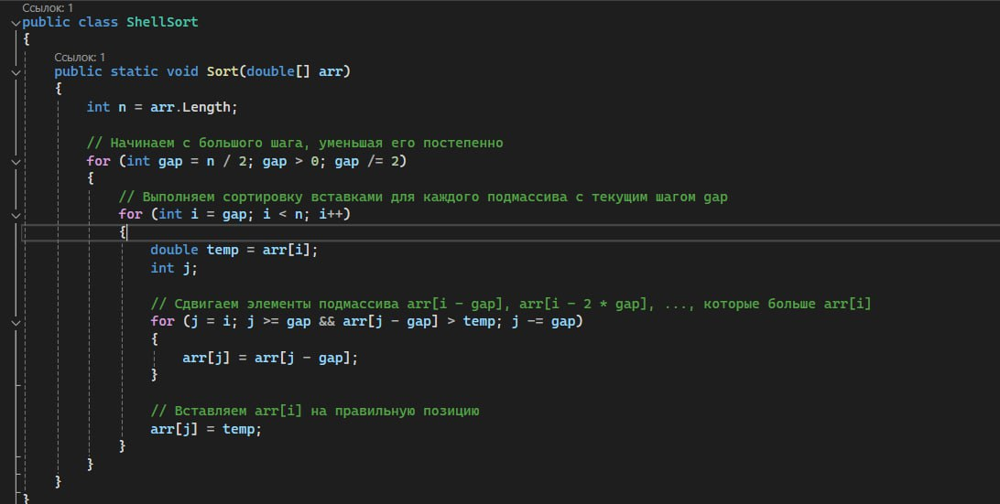 Ссылок: 1
public class ShellSort
{
Ссылок: 1
public static void Sort(double[] arr)
{
int n = arr.Length;
// Начинаем с большого шага, уменьшая его постепенно
for (int gap = n / 2; gap > 0; gap /= 2)
{
// Выполняем сортировку вставками для каждого подмассива с текущим шагом gap
for (int i = gap; i < n; i++)
{
double temp = arr[i];
int j;
// Сдвигаем элементы подмассива arr[i - gap], arr[i - 2 * gap], ..., которые больше arr[i]
for (j = i; j >= gap && arr[j - gap] > temp; j -= gap)
{
arr[j] = arr[j - gap];
}
// Вставляем arr[i] на правильную позицию
arr[j] = temp;
}
}
}
}